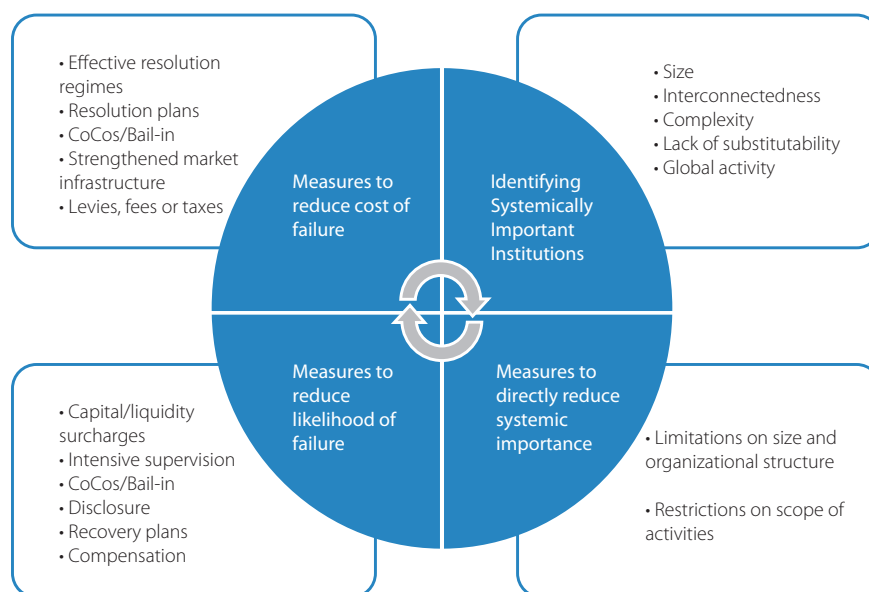 • Effective resolution
regimes
• Resolution plans
• CoCos/Bail-in
• Strengthened market
infrastructure
• Levies, fees or taxes
• Size
• Interconnectedness
• Complexity
• Lack of substitutability
• Global activity
Measures to
reduce cost of
failure
Identifying
Systemically
Important
Institutions
Measures to
reduce
likelihood of
failure
Measures to
directly reduce
systemic
importance
• Capital/liquidity
surcharges
• Intensive supervision
• CoCos/Bail-in
• Disclosure
• Recovery plans
• Compensation
• Limitations on size and
organizational structure
• Restrictions on scope of
activities